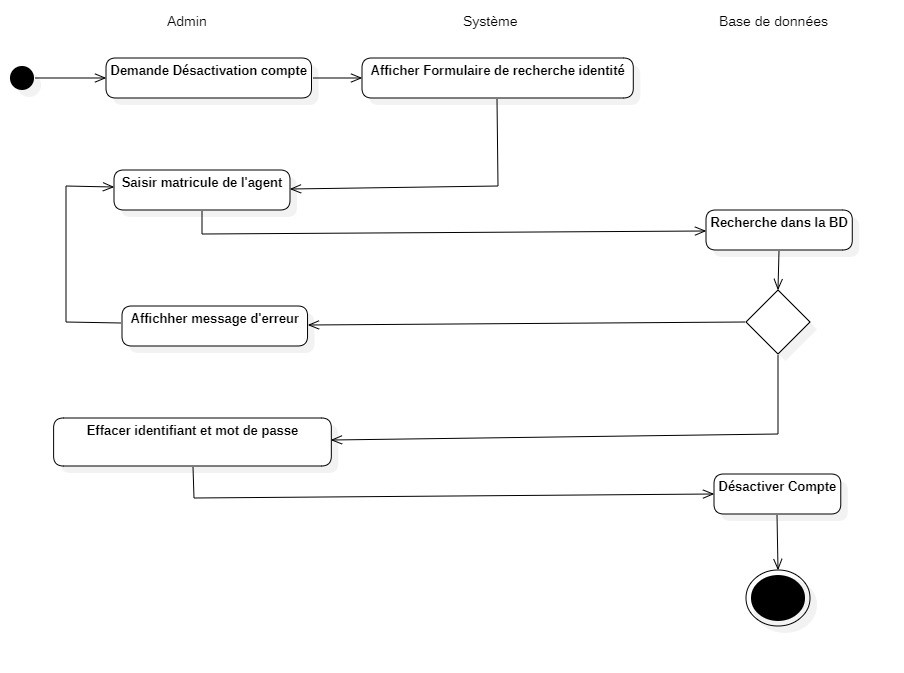 Admin
Système
Base de données
Demande Désactivation compte
Afficher Formulaire de recherche identité
Saisir matricule de l'agent
Recherche dans la BD
Affichher message d'erreur
Effacer identifiant et mot de passe
Désactiver Compte